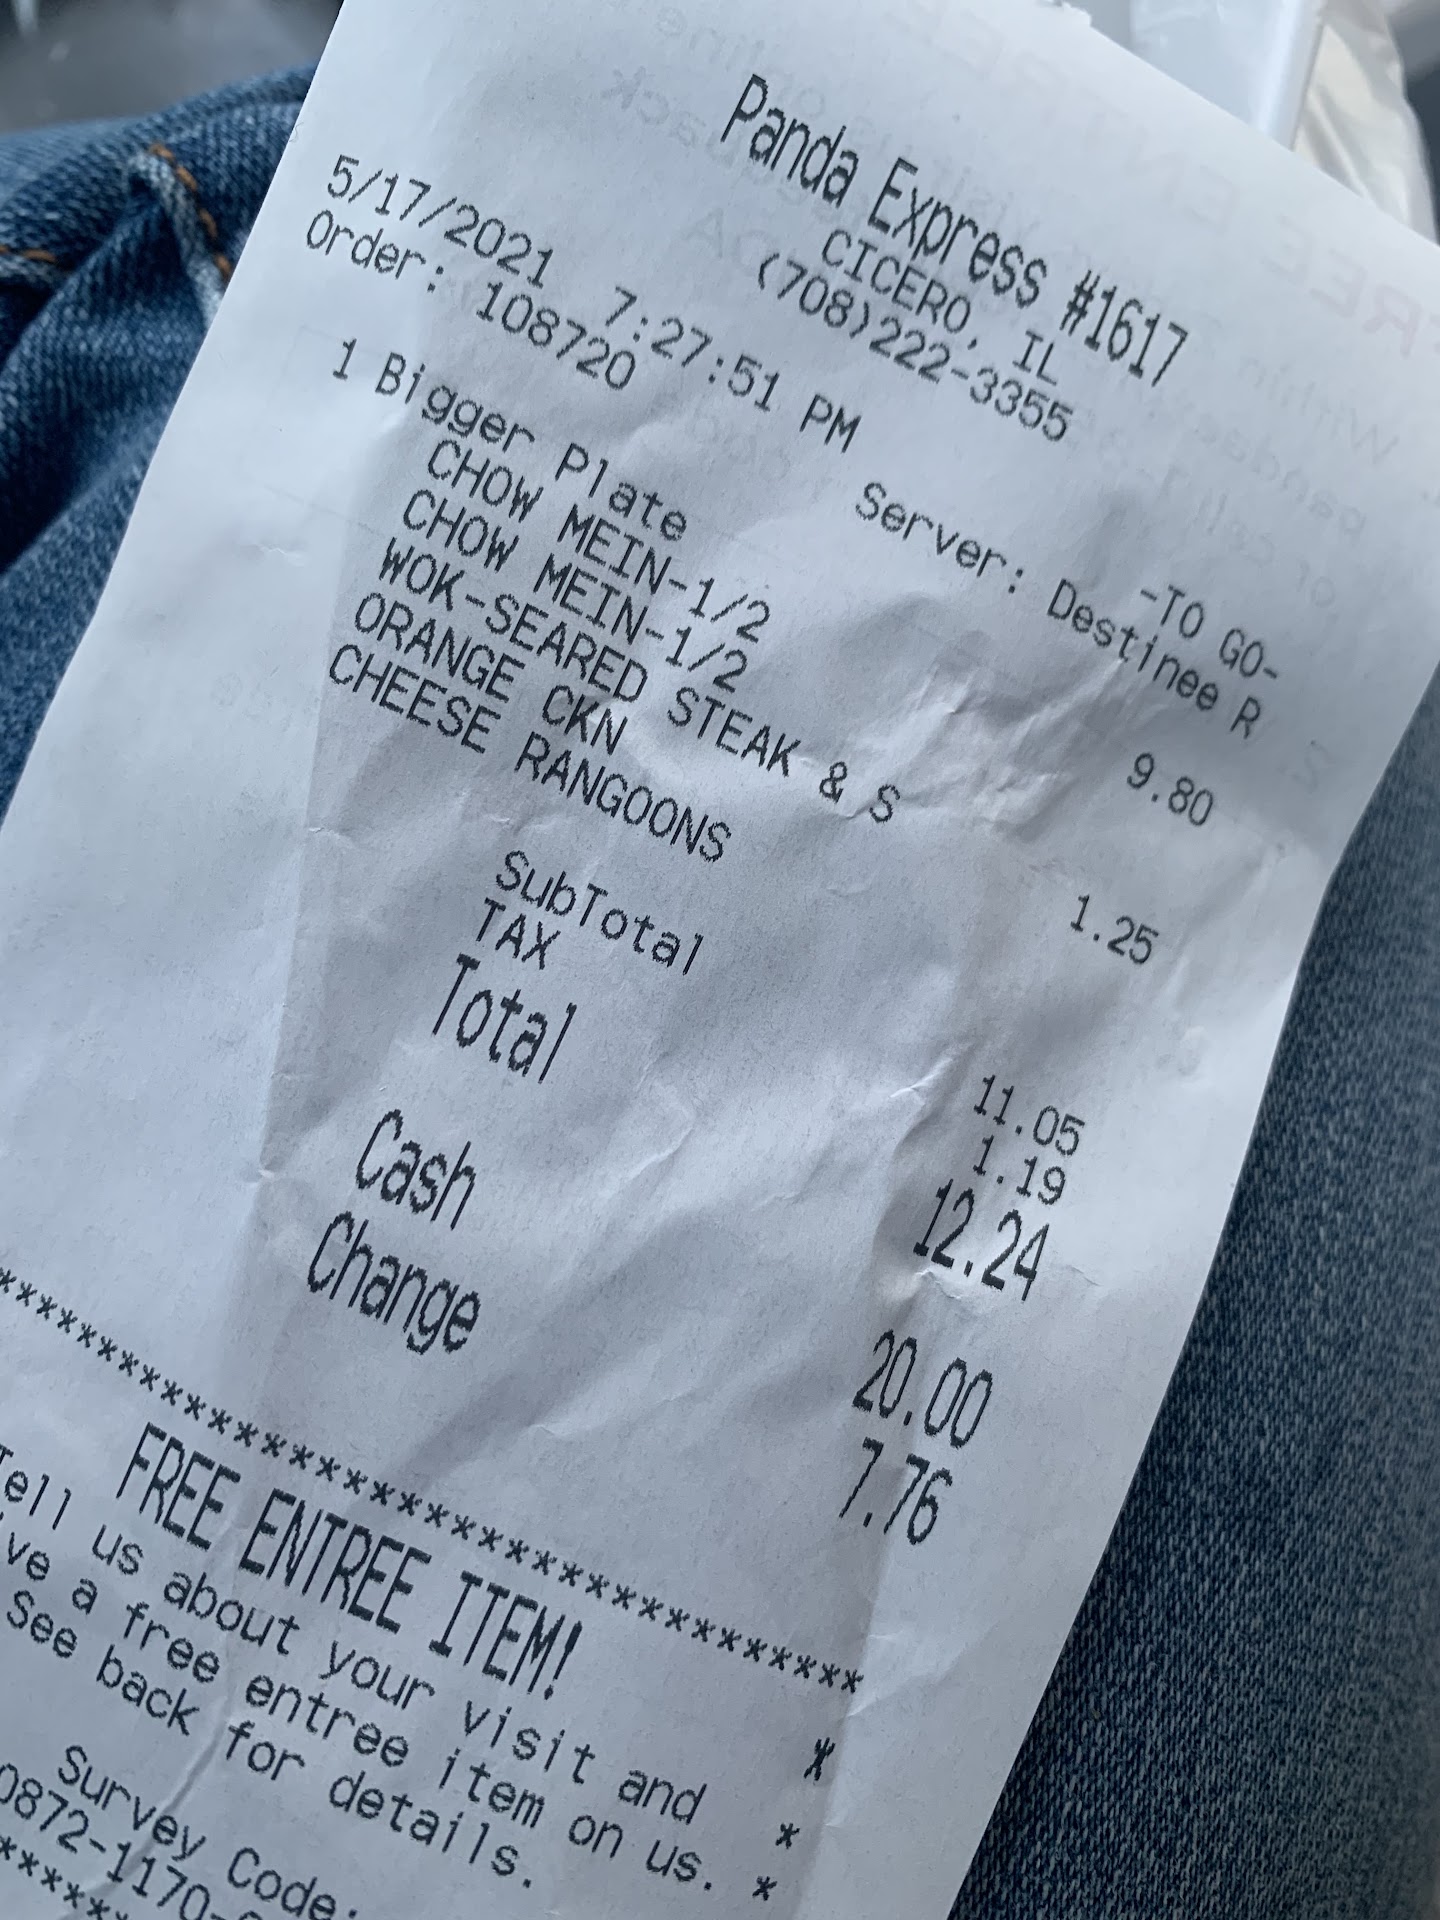 Panda Express #1617
CICERO, IL
(708)222-3355
5/17/2021 7:27:51 PM
Order: 108720 Server: Destinee R
-TO GO-
1 Bigger Plate 9.80
CHOW MEIN-1/2
CHOW MEIN-1/2
WOK-SEARED STEAK & S
ORANGE CKN
CHEESE RANGOONS 1.25
SubTotal 11.05
TAX 1.19
Total 12.24
Cash 20.00
Change 7.76
****************************************
FREE ENTREE ITEM! *
Tell us about your visit and *
've a free entree item on us. *
See back for details.
Survey Code:
0872-1170-